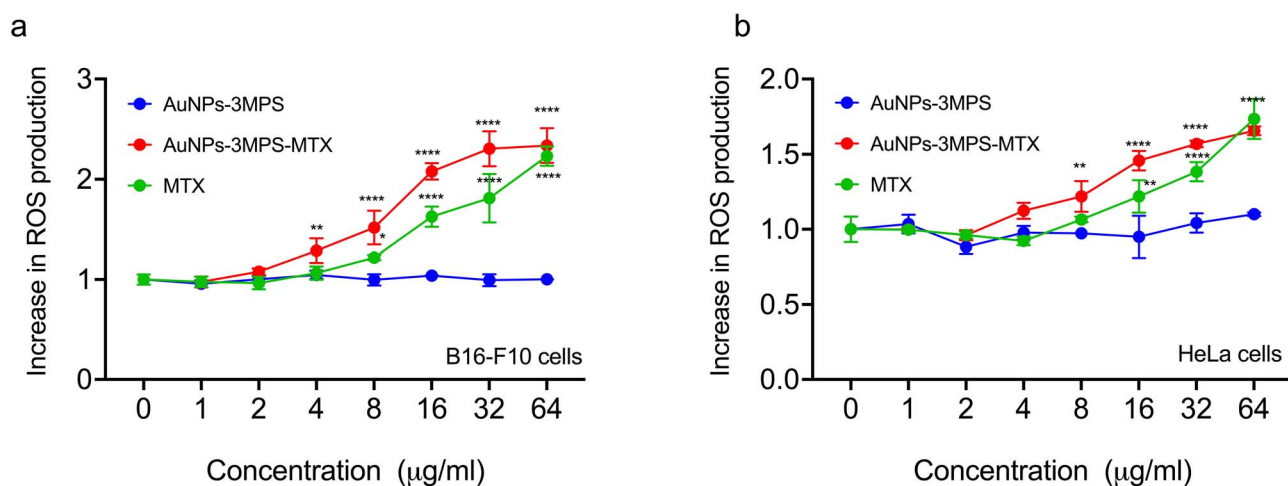 a
Increase in ROS production
3
2
1
0
AuNPs-3MPS
AuNPs-3MPS-MTX
MTX
**
****
*
****
****
****
****
****
****
B16-F10 cells
0 1 2 4 8 16 32 64
Concentration (μg/ml)
b
Increase in ROS production
2.0
1.5
1.0
0.5
0.0
AuNPs-3MPS
AuNPs-3MPS-MTX
MTX
**
****
**
****
****
****
HeLa cells
0 1 2 4 8 16 32 64
Concentration (μg/ml)